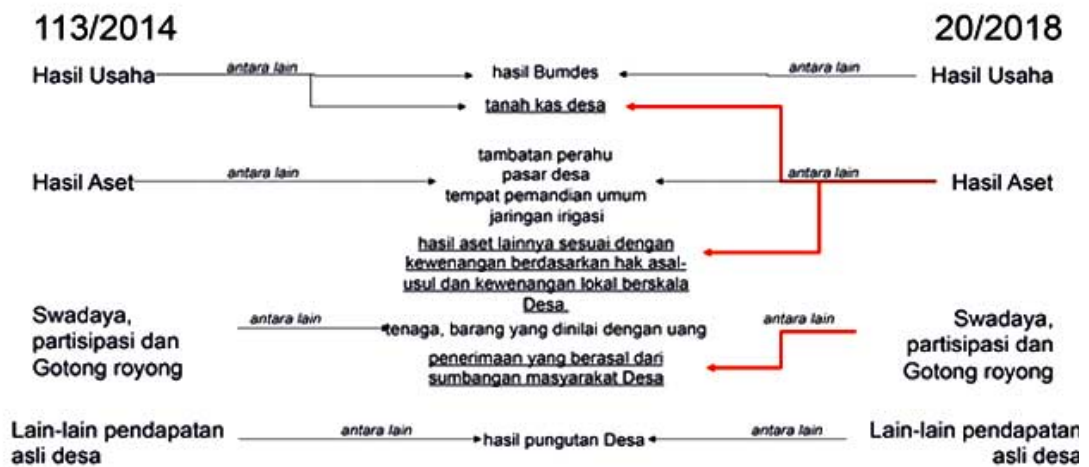 113/2014
20/2018
Hasil Usaha
antara lain
hasil Bumdes
antara lain
Hasil Usaha
tanah kas desa
Hasil Aset
antara lain
tambatan perahu
pasar desa
tempat pemandian umum
jaringan irigasi
antara lain
Hasil Aset
hasil aset lainnya sesuai dengan
kewenangan berdasarkan hak asal-
usul dan kewenangan lokal berskala
Desa.
Swadaya,
partisipasi dan
Gotong royong
antara lain
tenaga, barang yang dinilai dengan uang
antara lain
Swadaya,
partisipasi dan
Gotong royong
penerimaan yang berasal dari
sumbangan masyarakat Desa
Lain-lain pendapatan
asli desa
antara lain
hasil pungutan Desa
antara lain
Lain-lain pendapatan
asli desa